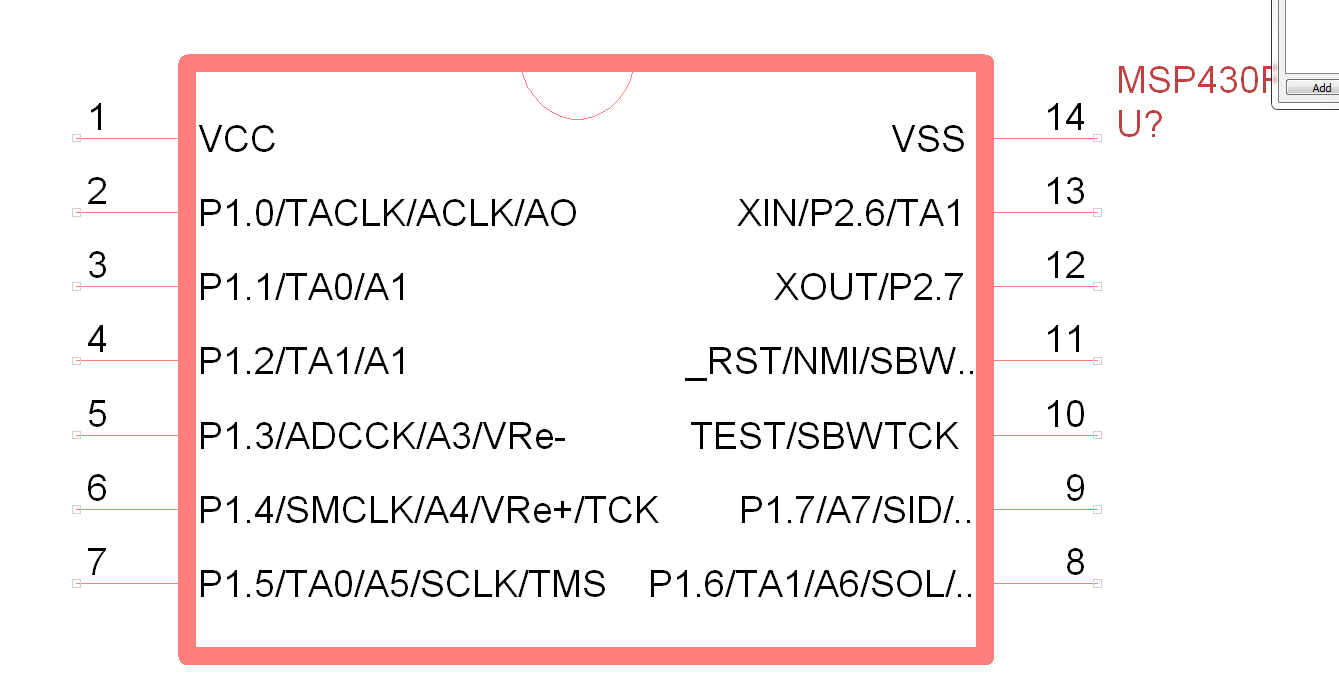 MSP430F
Add
U?
1 VCC VSS 14
2 P1.0/TACLK/ACLK/AO XIN/P2.6/TA1 13
3 P1.1/TA0/A1 XOUT/P2.7 12
4 P1.2/TA1/A1 _RST/NMI/SBW.. 11
5 P1.3/ADCCK/A3/VRe- TEST/SBWTCK 10
6 P1.4/SMCLK/A4/VRe+/TCK P1.7/A7/SID/.. 9
7 P1.5/TA0/A5/SCLK/TMS P1.6/TA1/A6/SOL/.. 8